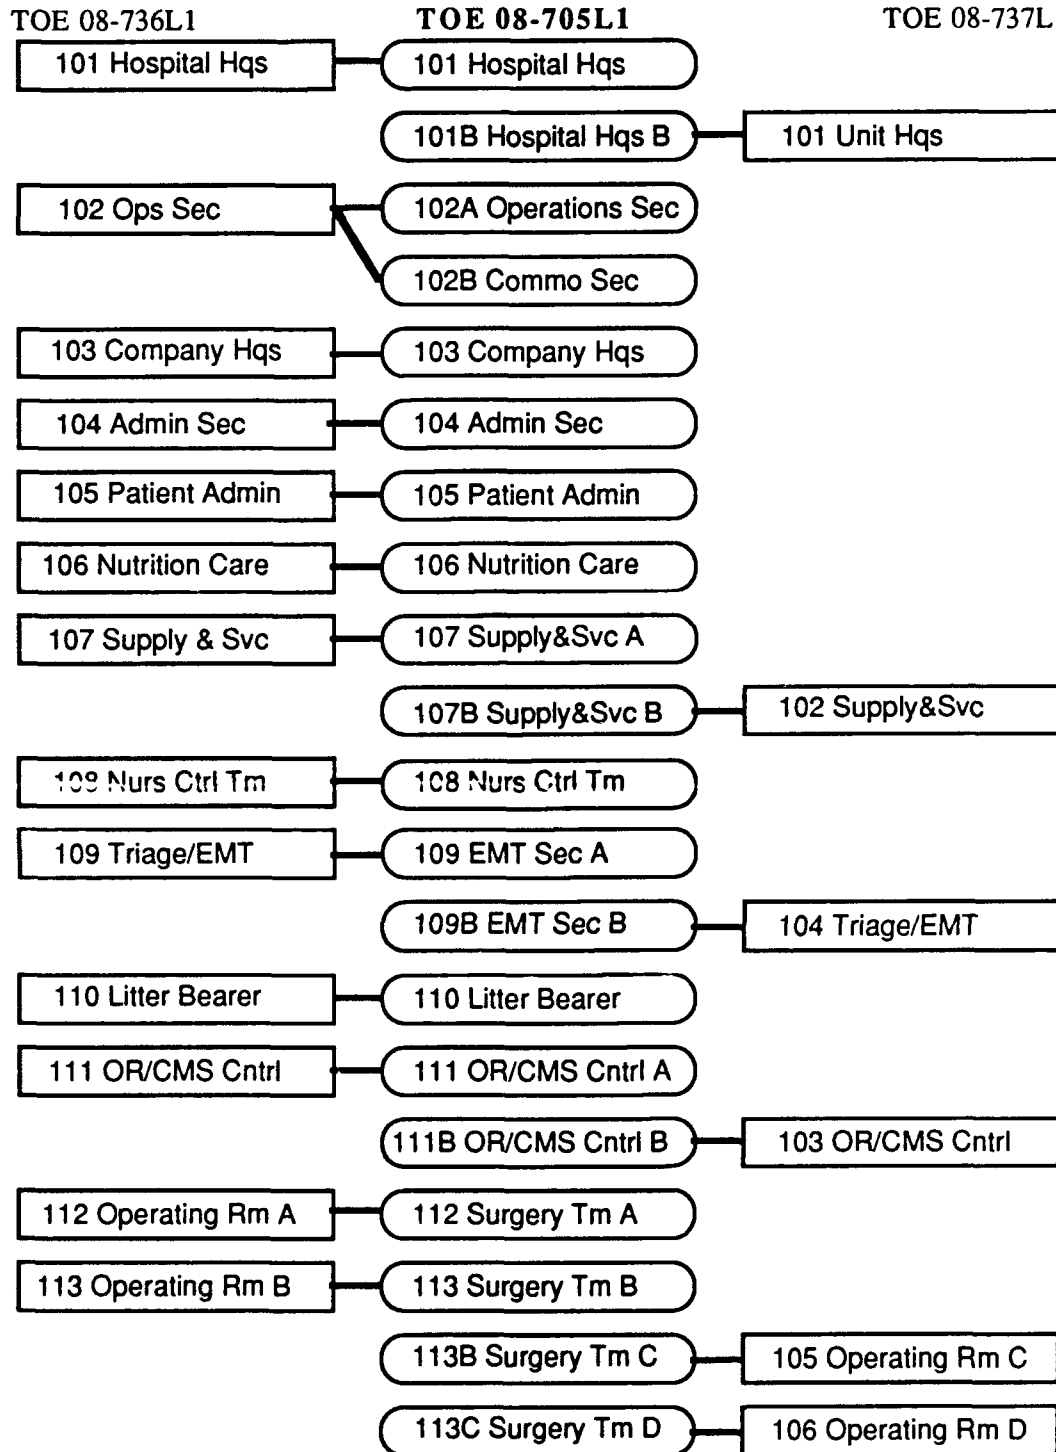 TOE 08-736L1 TOE 08-705L1 TOE 08-737L
101 Hospital Hqs 101 Hospital Hqs
101B Hospital Hqs B 101 Unit Hqs
102 Ops Sec 102A Operations Sec
102B Commo Sec
103 Company Hqs 103 Company Hqs
104 Admin Sec 104 Admin Sec
105 Patient Admin 105 Patient Admin
106 Nutrition Care 106 Nutrition Care
107 Supply & Svc 107 Supply&Svc A
107B Supply&Svc B 102 Supply&Svc
108 Nurs Ctrl Tm 108 Nurs Ctrl Tm
109 Triage/EMT 109 EMT Sec A
109B EMT Sec B 104 Triage/EMT
110 Litter Bearer 110 Litter Bearer
111 OR/CMS Cntrl 111 OR/CMS Cntrl A
111B OR/CMS Cntrl B 103 OR/CMS Cntrl
112 Operating Rm A 112 Surgery Tm A
113 Operating Rm B 113 Surgery Tm B
113B Surgery Tm C 105 Operating Rm C
113C Surgery Tm D 106 Operating Rm D